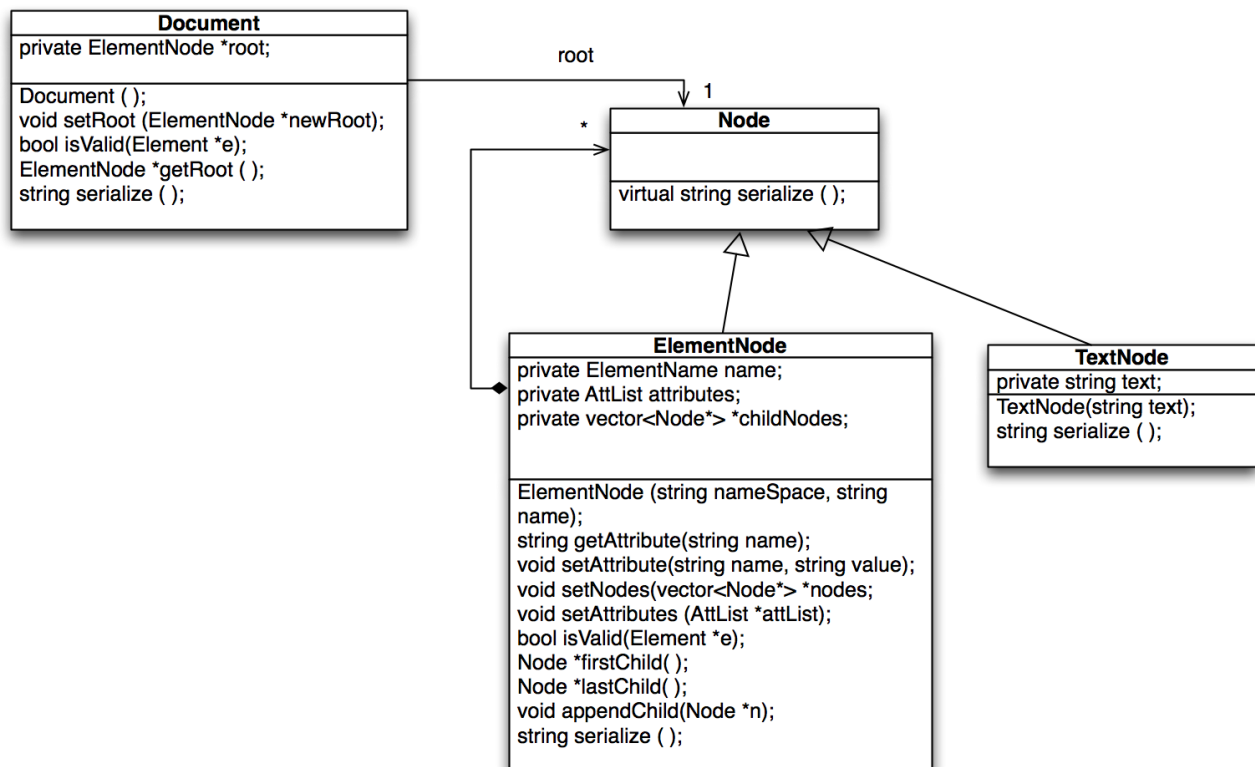 Document
private ElementNode *root;
Document ( );
void setRoot (ElementNode *newRoot);
bool isValid(Element *e);
ElementNode *getRoot ( );
string serialize ( );
root
1
*
Node
virtual string serialize ( );
ElementNode
private ElementName name;
private AttList attributes;
private vector<Node*> *childNodes;
ElementNode (string nameSpace, string
name);
string getAttribute(string name);
void setAttribute(string name, string value);
void setNodes(vector<Node*> *nodes;
void setAttributes (AttList *attList);
bool isValid(Element *e);
Node *firstChild( );
Node *lastChild( );
void appendChild(Node *n);
string serialize ( );
TextNode
private string text;
TextNode(string text);
string serialize ( );